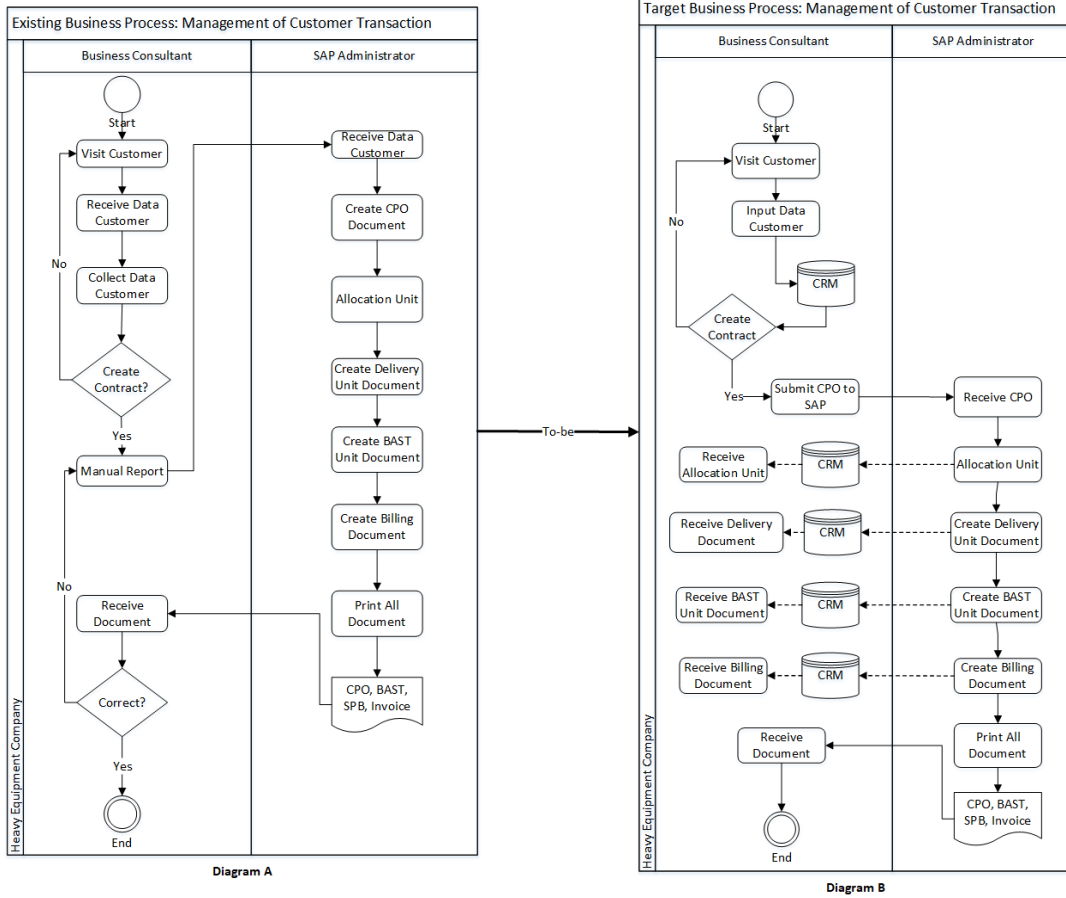 Existing Business Process: Management of Customer Transaction
Business Consultant
SAP Administrator
Heavy Equipment Company
Start
Visit Customer
Receive Data
Customer
Collect Data
Customer
No
Create
Contract?
Yes
Manual Report
No
Receive
Document
Correct?
Yes
End
Receive Data
Customer
Create CPO
Document
Allocation Unit
Create Delivery
Unit Document
Create BAST
Unit Document
Create Billing
Document
Print All
Document
CPO, BAST,
SPB, Invoice
Diagram A
To-be
Target Business Process: Management of Customer Transaction
Business Consultant
SAP Administrator
Heavy Equipment Company
Start
Visit Customer
No
Input Data
Customer
CRM
Create
Contract
Yes
Submit CPO to
SAP
Receive CPO
Receive
Allocation Unit
CRM
Allocation Unit
Receive Delivery
Document
CRM
Create Delivery
Unit Document
Receive BAST
Unit Document
CRM
Create BAST
Unit Document
Receive Billing
Document
CRM
Create Billing
Document
Receive
Document
Print All
Document
CPO, BAST,
SPB, Invoice
End
Diagram B